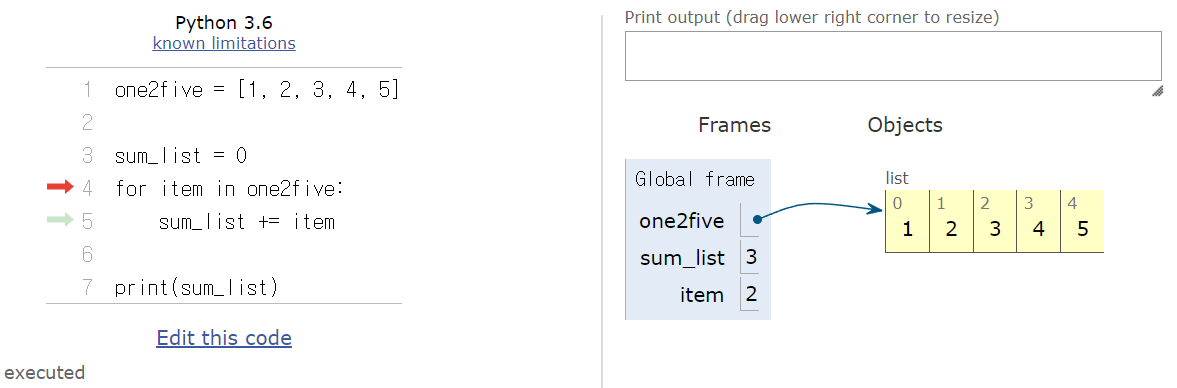 Python 3.6
known limitations
1 one2five = [1, 2, 3, 4, 5]
2
3 sum_list = 0
4 for item in one2five:
5     sum_list += item
6
7 print(sum_list)
Edit this code
executed
Print output (drag lower right corner to resize)
Frames Objects
Global frame
one2five
sum_list 3
item 2
list
0 1 2 3 4
1 2 3 4 5